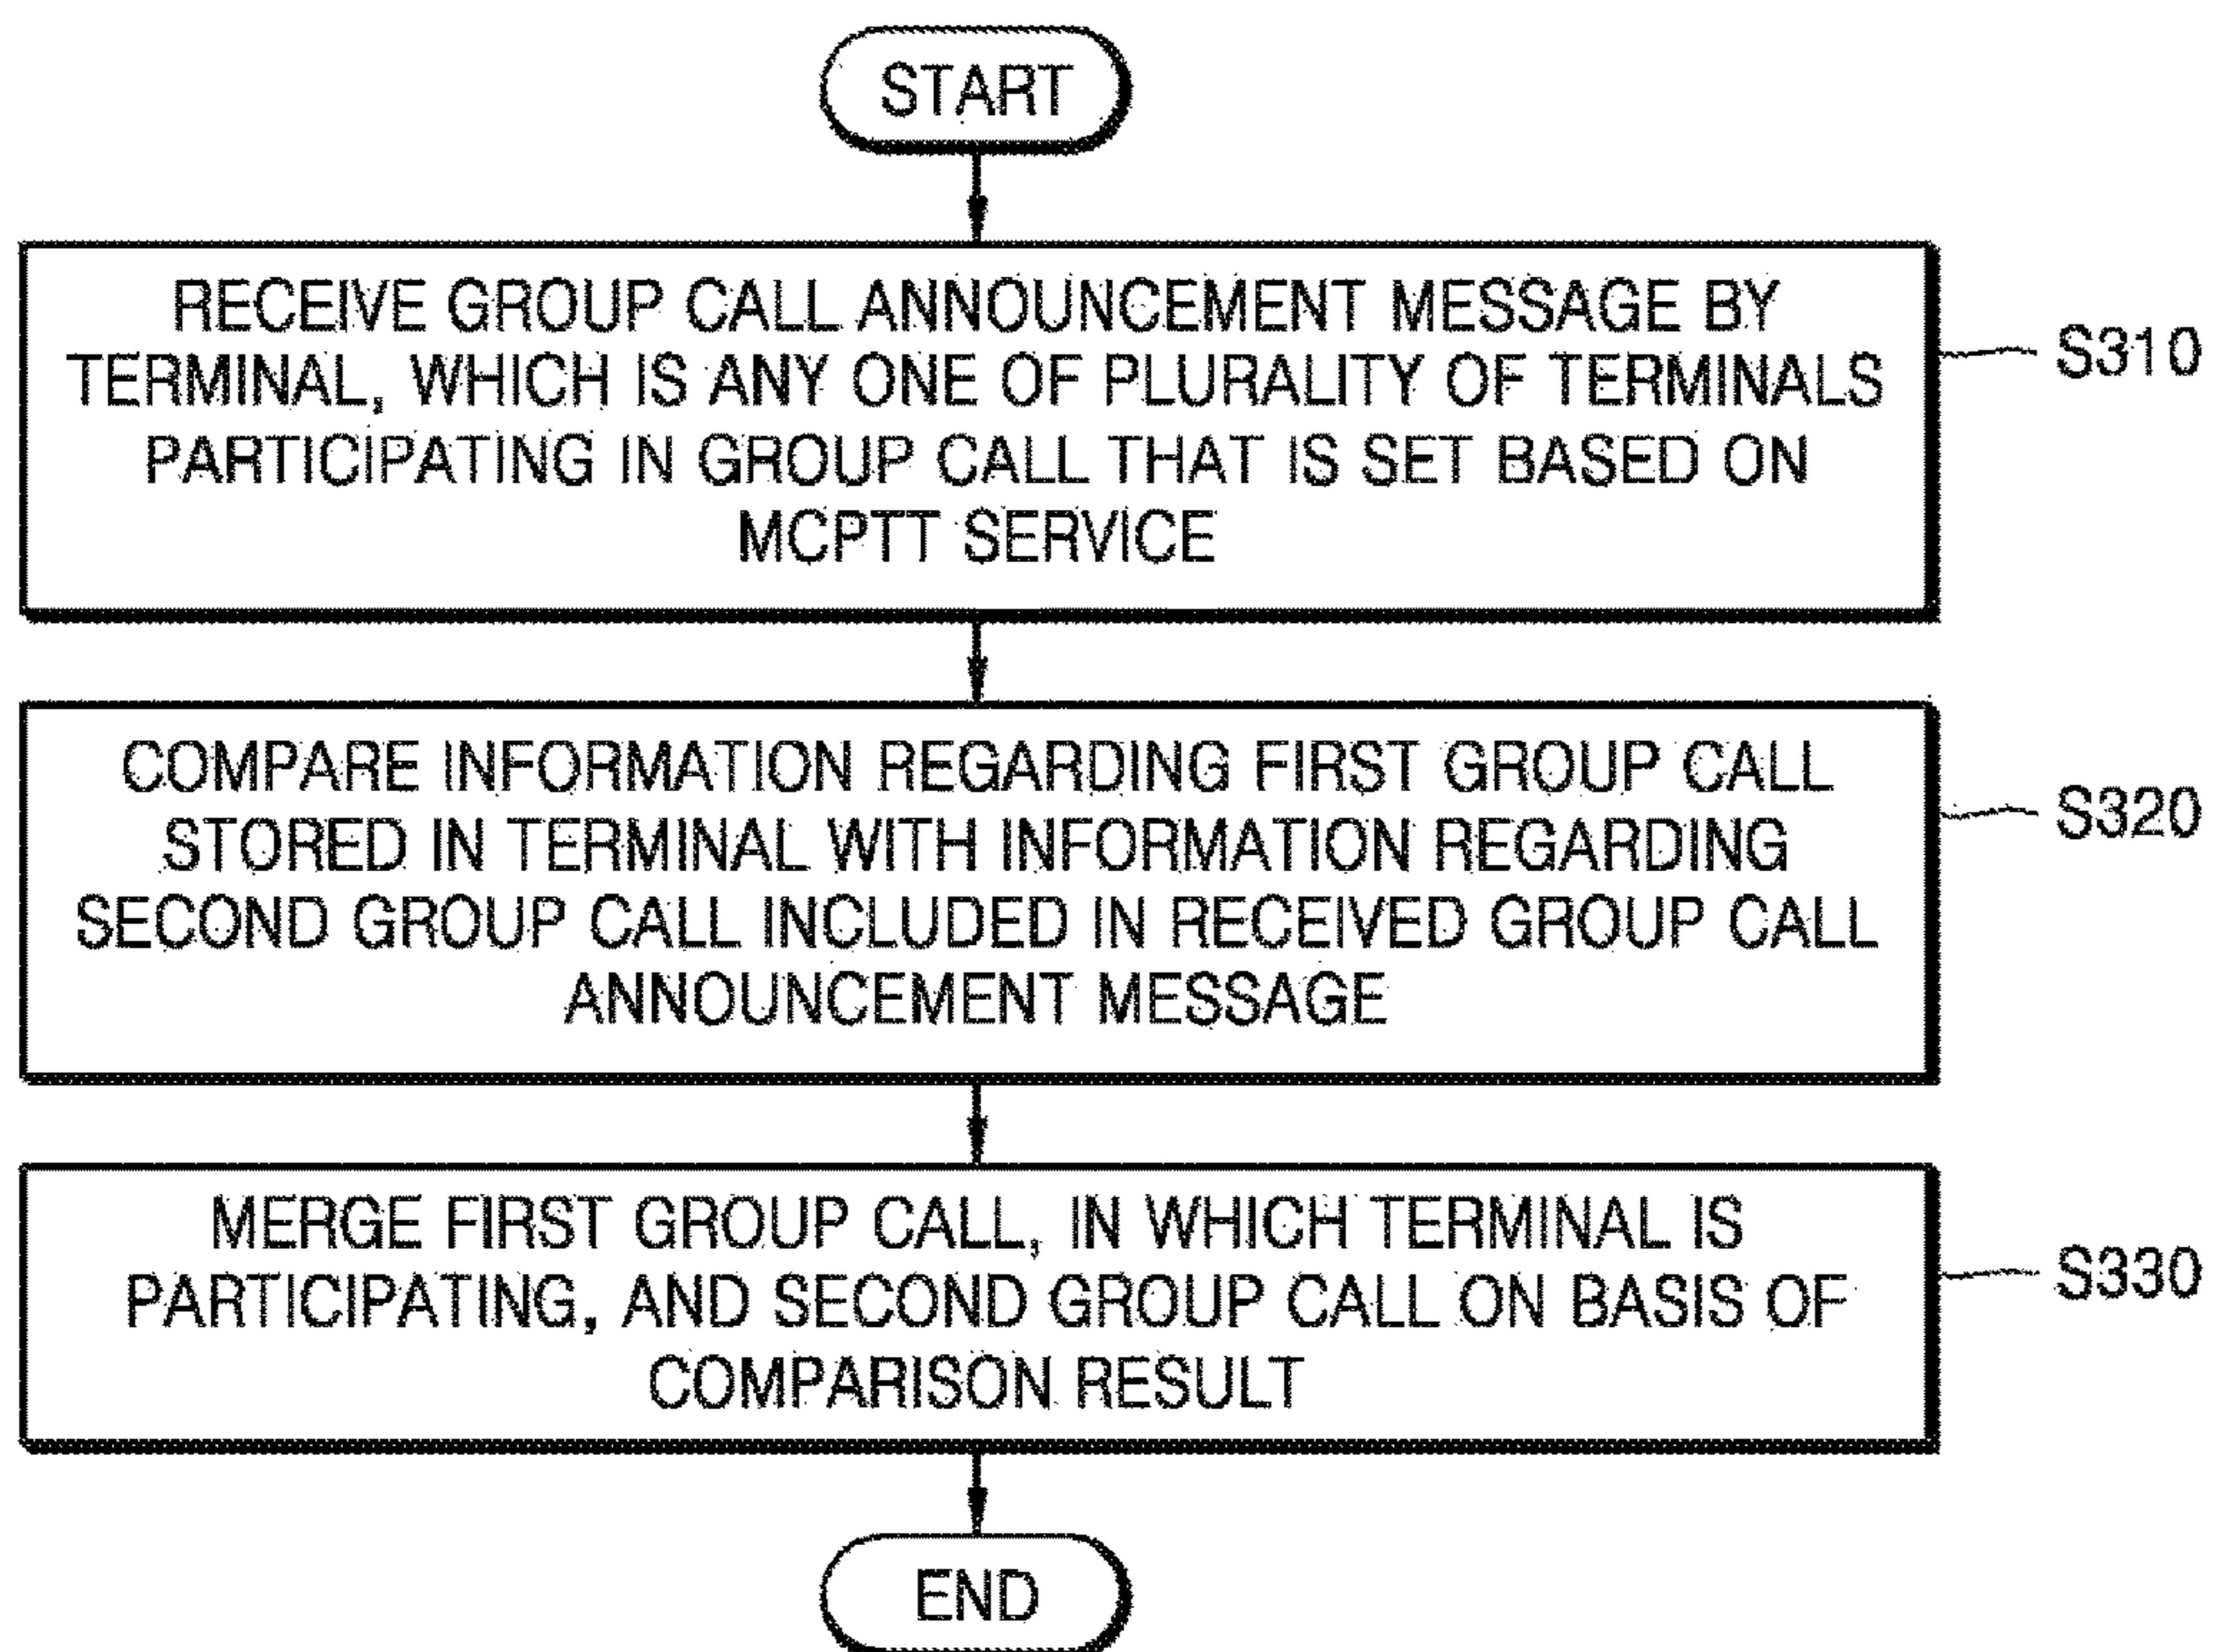 START
RECEIVE GROUP CALL ANNOUNCEMENT MESSAGE BY
TERMINAL, WHICH IS ANY ONE OF PLURALITY OF TERMINALS
PARTICIPATING IN GROUP CALL THAT IS SET BASED ON
MCPTT SERVICE
S310
COMPARE INFORMATION REGARDING FIRST GROUP CALL
STORED IN TERMINAL WITH INFORMATION REGARDING
SECOND GROUP CALL INCLUDED IN RECEIVED GROUP CALL
ANNOUNCEMENT MESSAGE
S320
MERGE FIRST GROUP CALL, IN WHICH TERMINAL IS
PARTICIPATING, AND SECOND GROUP CALL ON BASIS OF
COMPARISON RESULT
S330
END